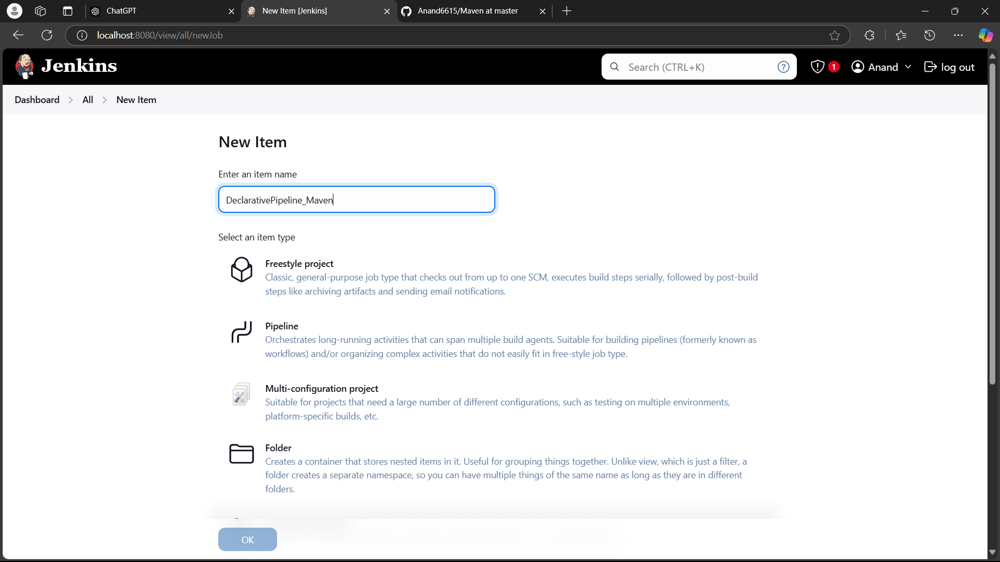 ChatGPT
New Item [Jenkins]
Anand6615/Maven at master
localhost:8080/view/all/newJob
Jenkins
Search (CTRL+K)
?
1
Anand
log out
Dashboard
All
New Item
New Item
Enter an item name
DeclarativePipeline_Maven
Select an item type
Freestyle project
Classic, general-purpose job type that checks out from up to one SCM, executes build steps serially, followed by post-build
steps like archiving artifacts and sending email notifications.
Pipeline
Orchestrates long-running activities that can span multiple build agents. Suitable for building pipelines (formerly known as
workflows) and/or organizing complex activities that do not easily fit in free-style job type.
Multi-configuration project
Suitable for projects that need a large number of different configurations, such as testing on multiple environments,
platform-specific builds, etc.
Folder
Creates a container that stores nested items in it. Useful for grouping things together. Unlike view, which is just a filter, a
folder creates a separate namespace, so you can have multiple things of the same name as long as they are in different
folders.
OK